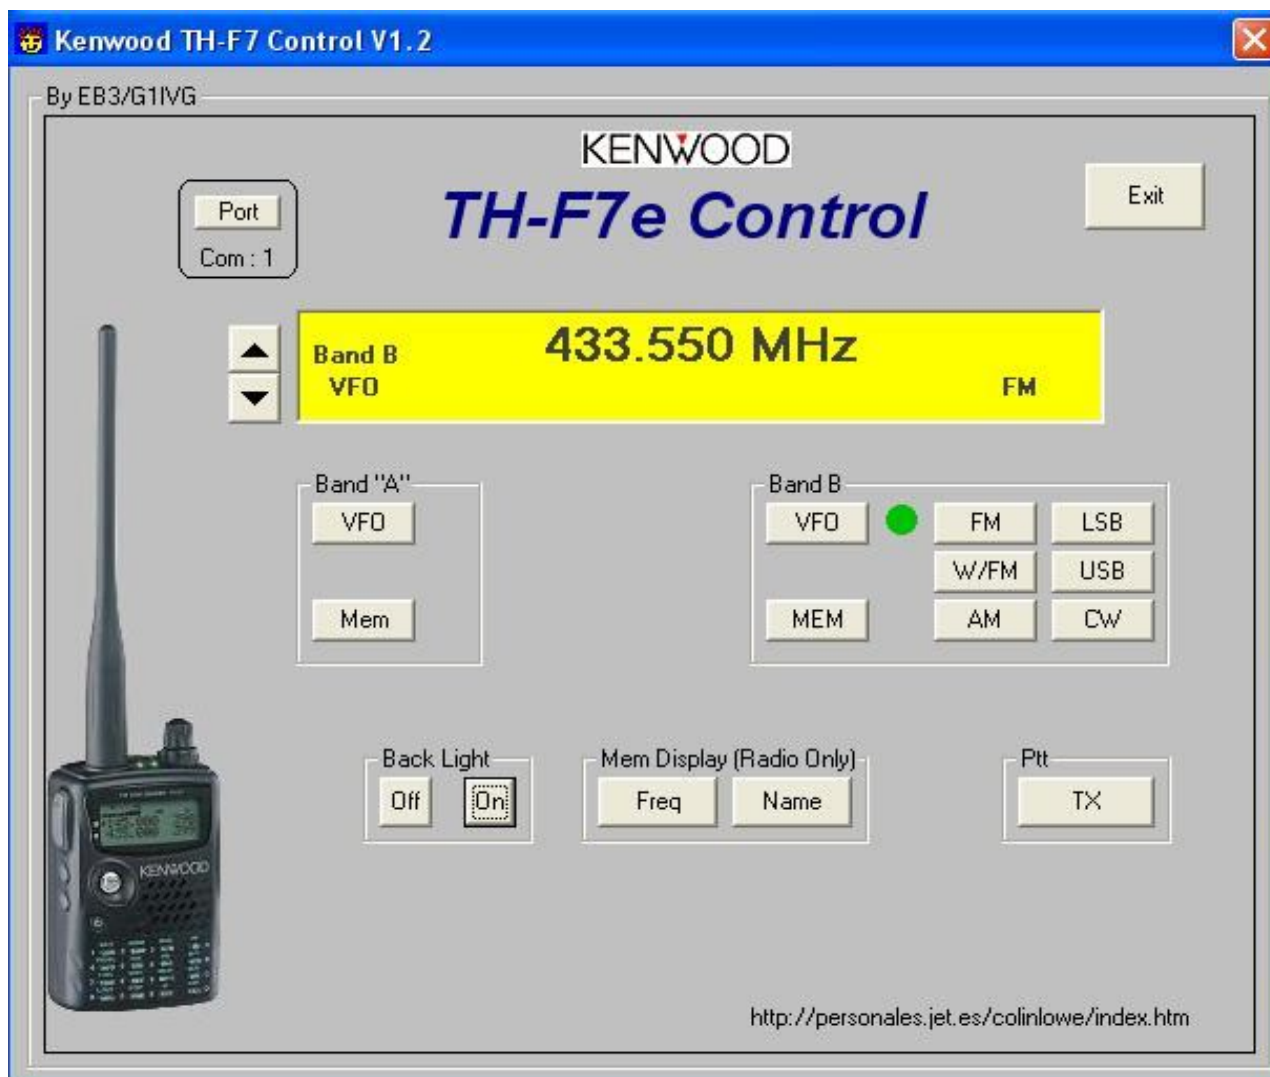 Kenwood TH-F7 Control V1.2
By EB3/G1IVG
KENWOOD
TH-F7e Control
Exit
Port
Com : 1
433.550 MHz
Band B
VFO
FM
Band "A"
VFO
Mem
Band B
VFO
FM
LSB
W/FM
USB
MEM
AM
CW
Back Light
Off
On
Mem Display (Radio Only)
Freq
Name
Ptt
TX
KENWOOD
http://personales.jet.es/colinlowe/index.htm